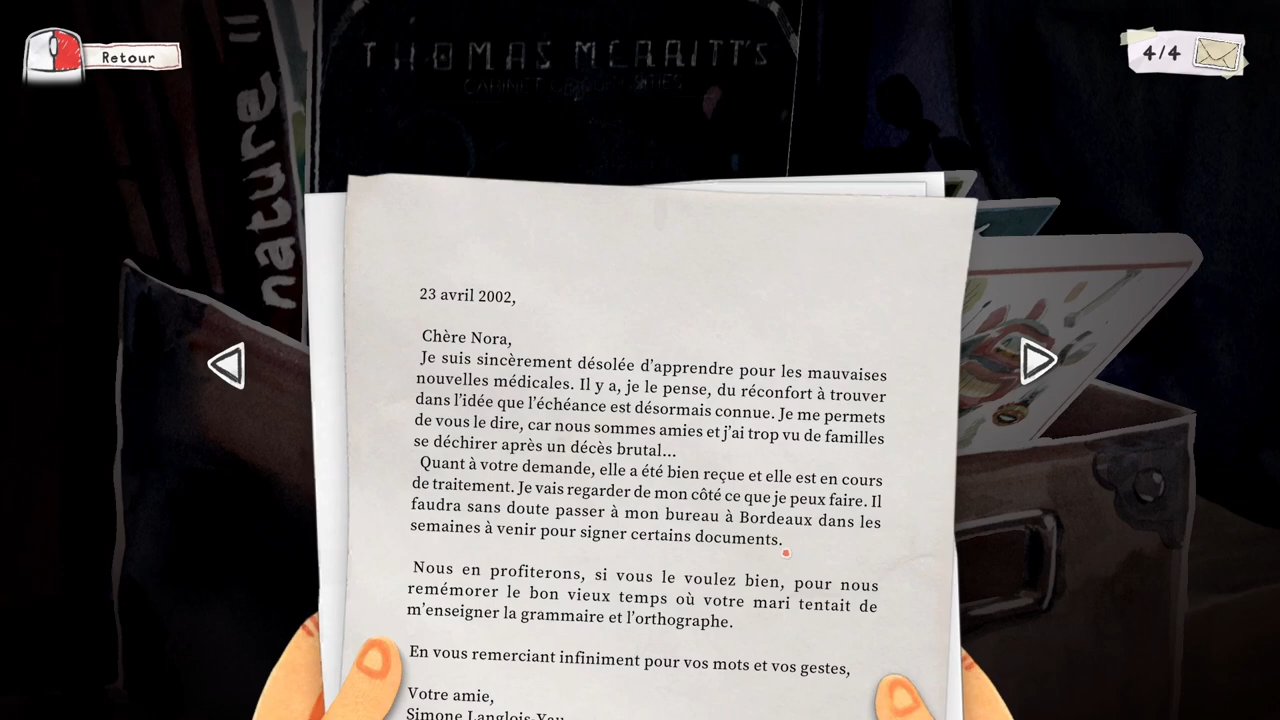 Retour
4/4
nature II
THOMAS MERRITT'S
23 avril 2002,
Chère Nora,
Je suis sincèrement désolée d'apprendre pour les mauvaises
nouvelles médicales. Il y a, je le pense, du réconfort à trouver
dans l'idée que l'échéance est désormais connue. Je me permets
de vous le dire, car nous sommes amies et j'ai trop vu de familles
se déchirer après un décès brutal...
Quant à votre demande, elle a été bien reçue et elle est en cours
de traitement. Je vais regarder de mon côté ce que je peux faire. Il
faudra sans doute passer à mon bureau à Bordeaux dans les
semaines à venir pour signer certains documents.
Nous en profiterons, si vous le voulez bien, pour nous
remémorer le bon vieux temps où votre mari tentait de
m'enseigner la grammaire et l'orthographe.
En vous remerciant infiniment pour vos mots et vos gestes,
Votre amie,
Simone Langlois-Yau